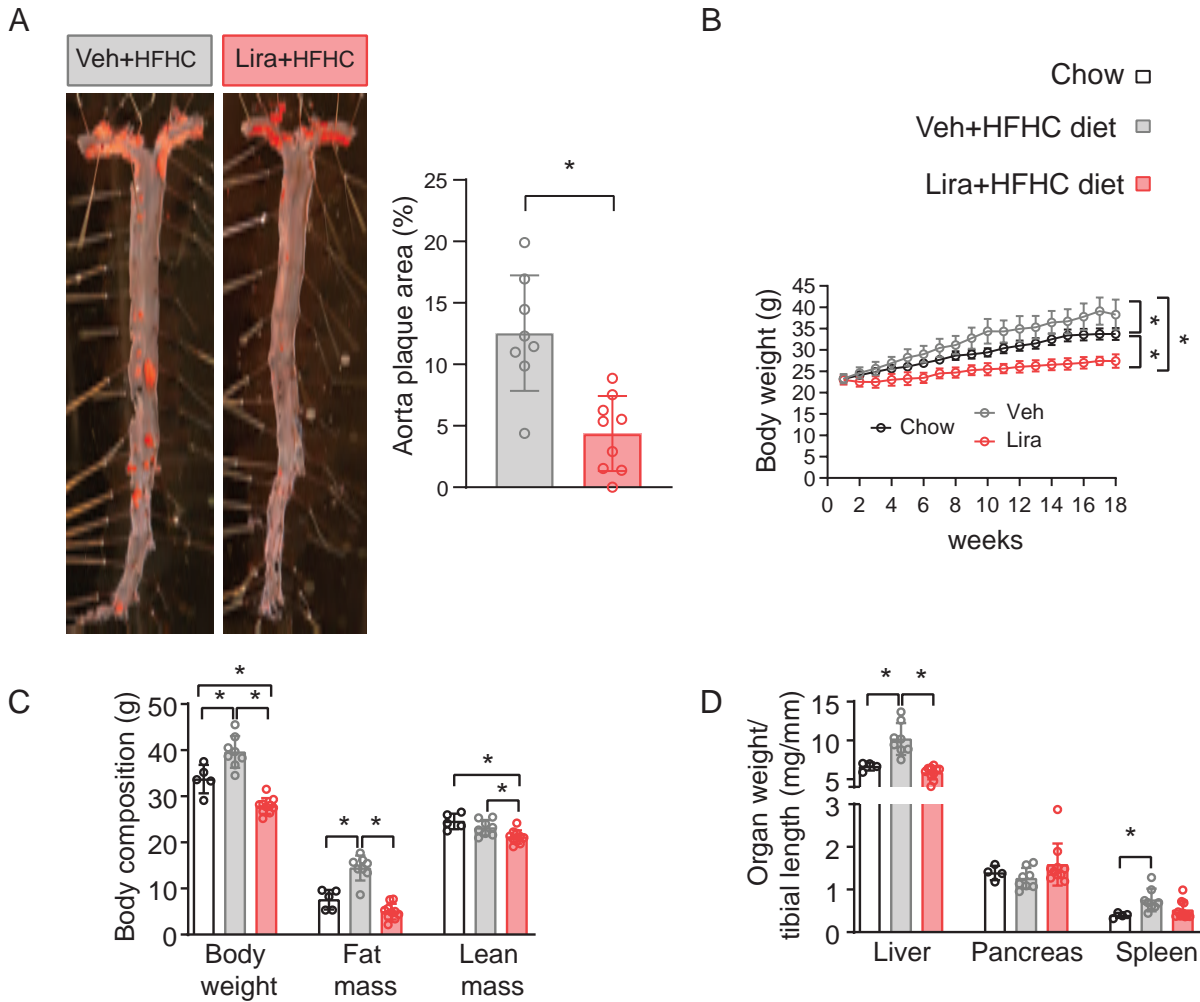 A
Veh+HFHC
Lira+HFHC
Aorta plaque area (%)
25
20
15
10
5
0
*
B
Chow
Veh+HFHC diet
Lira+HFHC diet
Body weight (g)
45
40
35
30
25
20
15
10
5
0
0 2 4 6 8 10 12 14 16 18
weeks
Chow
Veh
Lira
*
*
*
C
Body composition (g)
50
40
30
20
10
0
*
* *
* *
*
*
Body
weight
Fat
mass
Lean
mass
D
Organ weight/
tibial length (mg/mm)
15
10
5
3
2
1
0
* *
*
Liver
Pancreas
Spleen